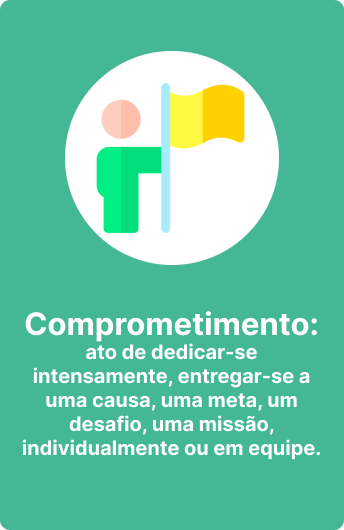 Comprometimento:
ato de dedicar-se
intensamente, entregar-se a
uma causa, uma meta, um
desafio, uma missão,
individualmente ou em equipe.